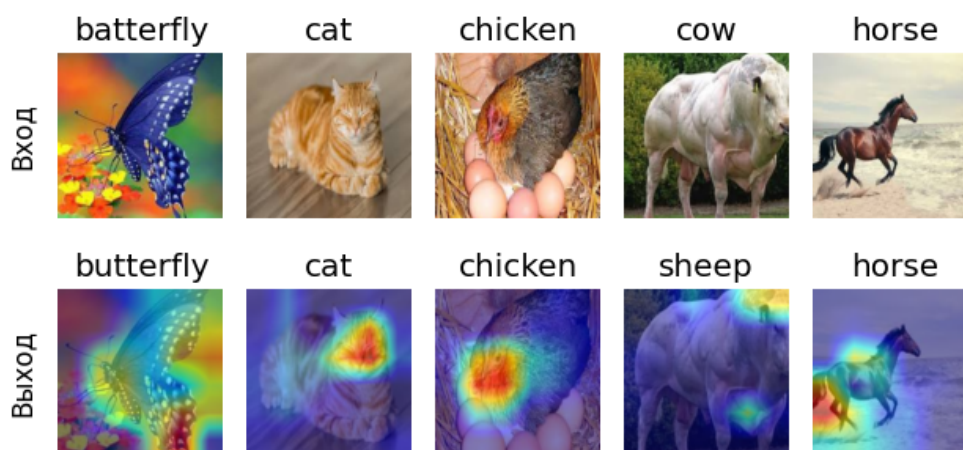 batterfly cat chicken cow horse
Вход
butterfly cat chicken sheep horse
Выход